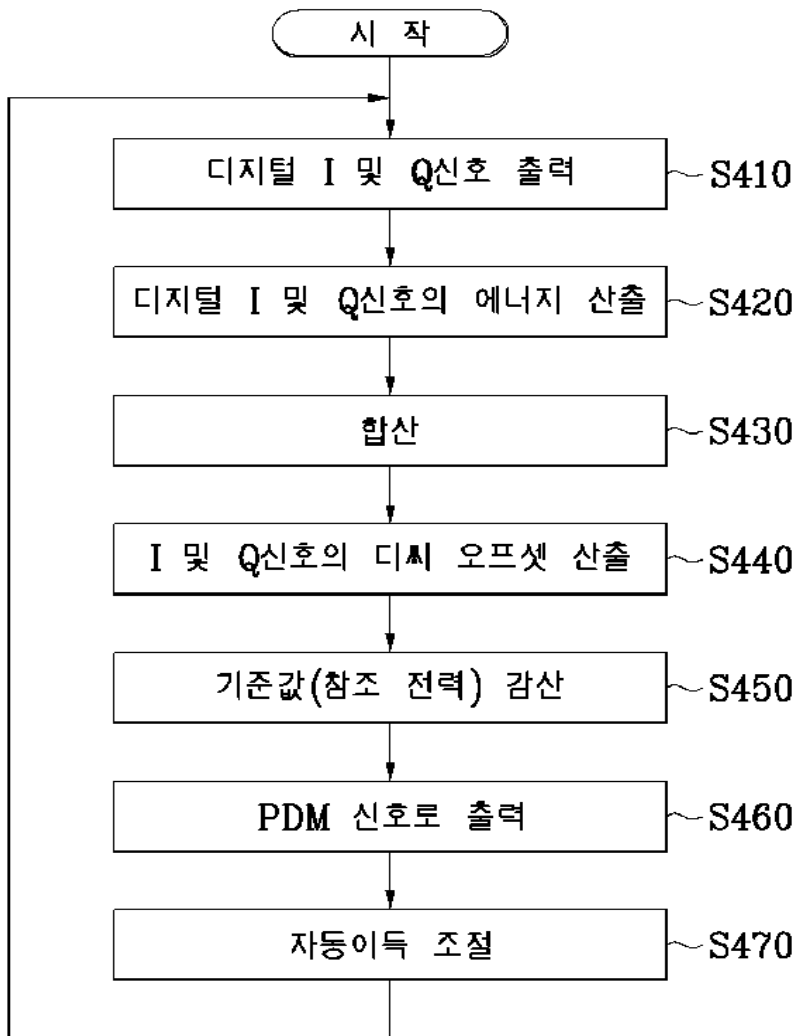 시 작
디지털 I 및 Q신호 출력
S410
디지털 I 및 Q신호의 에너지 산출
S420
합산
S430
I 및 Q신호의 디씨 오프셋 산출
S440
기준값(참조 전력) 감산
S450
PDM 신호로 출력
S460
자동이득 조절
S470